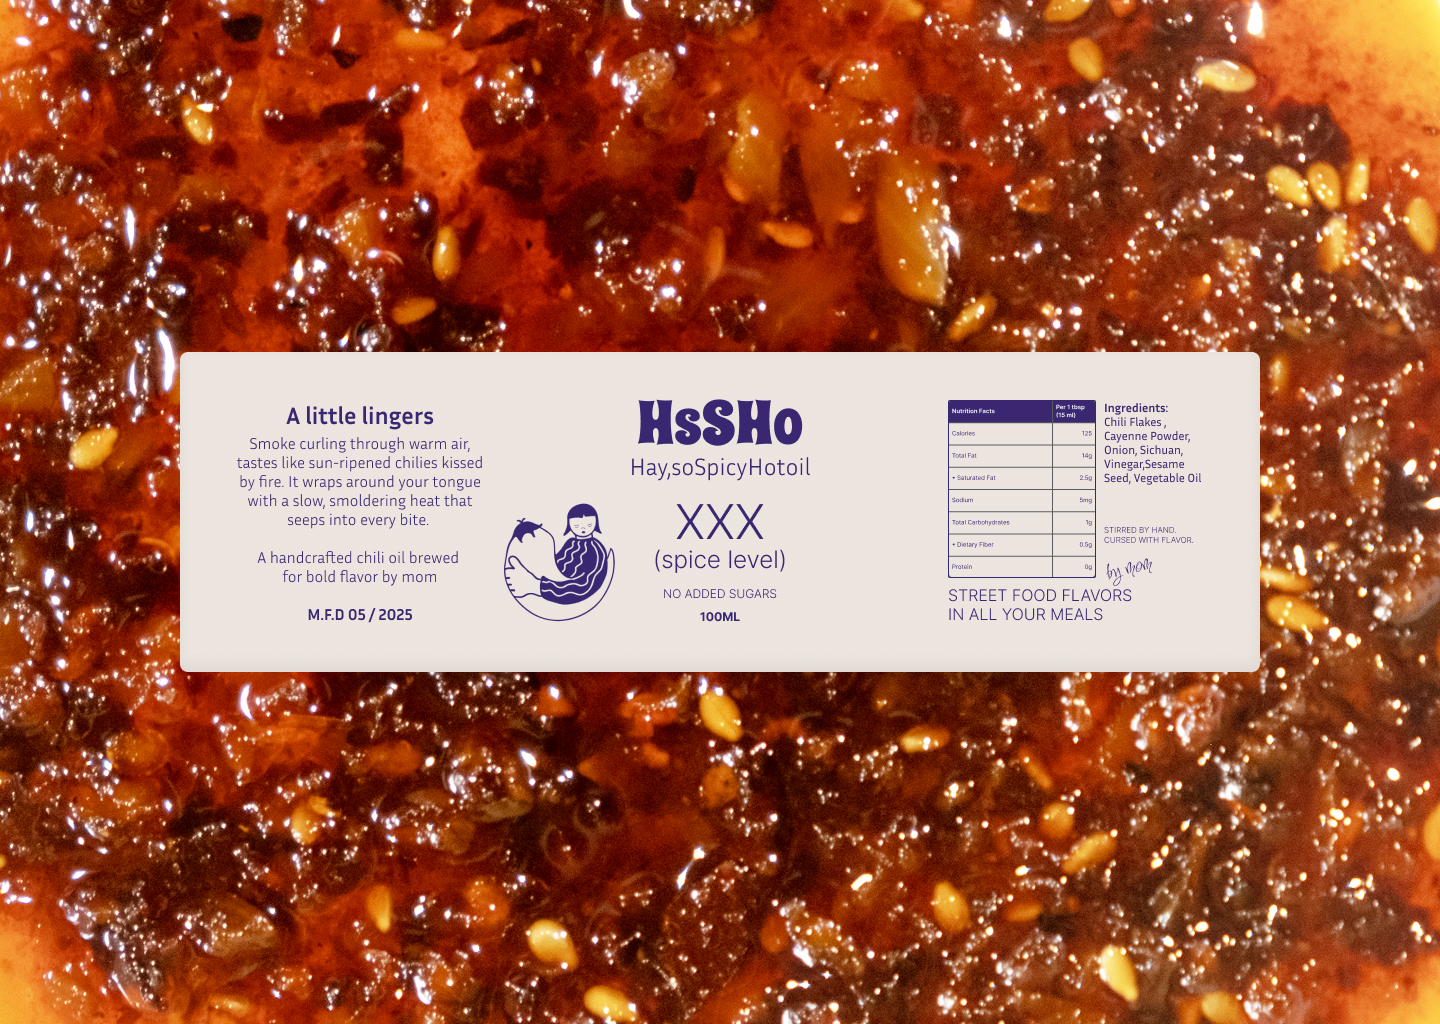 A little lingers
Smoke curling through warm air,
tastes like sun-ripened chilies kissed
by fire. It wraps around your tongue
with a slow, smoldering heat that
seeps into every bite.
A handcrafted chili oil brewed
for bold flavor by mom
M.F.D 05 / 2025
HsSHo
Hay,soSpicyHotoil
XXX
(spice level)
NO ADDED SUGARS
100ML
Nutrition Facts Per 1 tbsp
(15 ml)
Calories 125
Total Fat 14g
• Saturated Fat 2.5g
Sodium 5mg
Total Carbohydrates 1g
• Dietary Fiber 0.5g
Protein 0g
Ingredients:
Chili Flakes ,
Cayenne Powder,
Onion, Sichuan,
Vinegar,Sesame
Seed, Vegetable Oil
STIRRED BY HAND.
CURSED WITH FLAVOR.
by mom
STREET FOOD FLAVORS
IN ALL YOUR MEALS